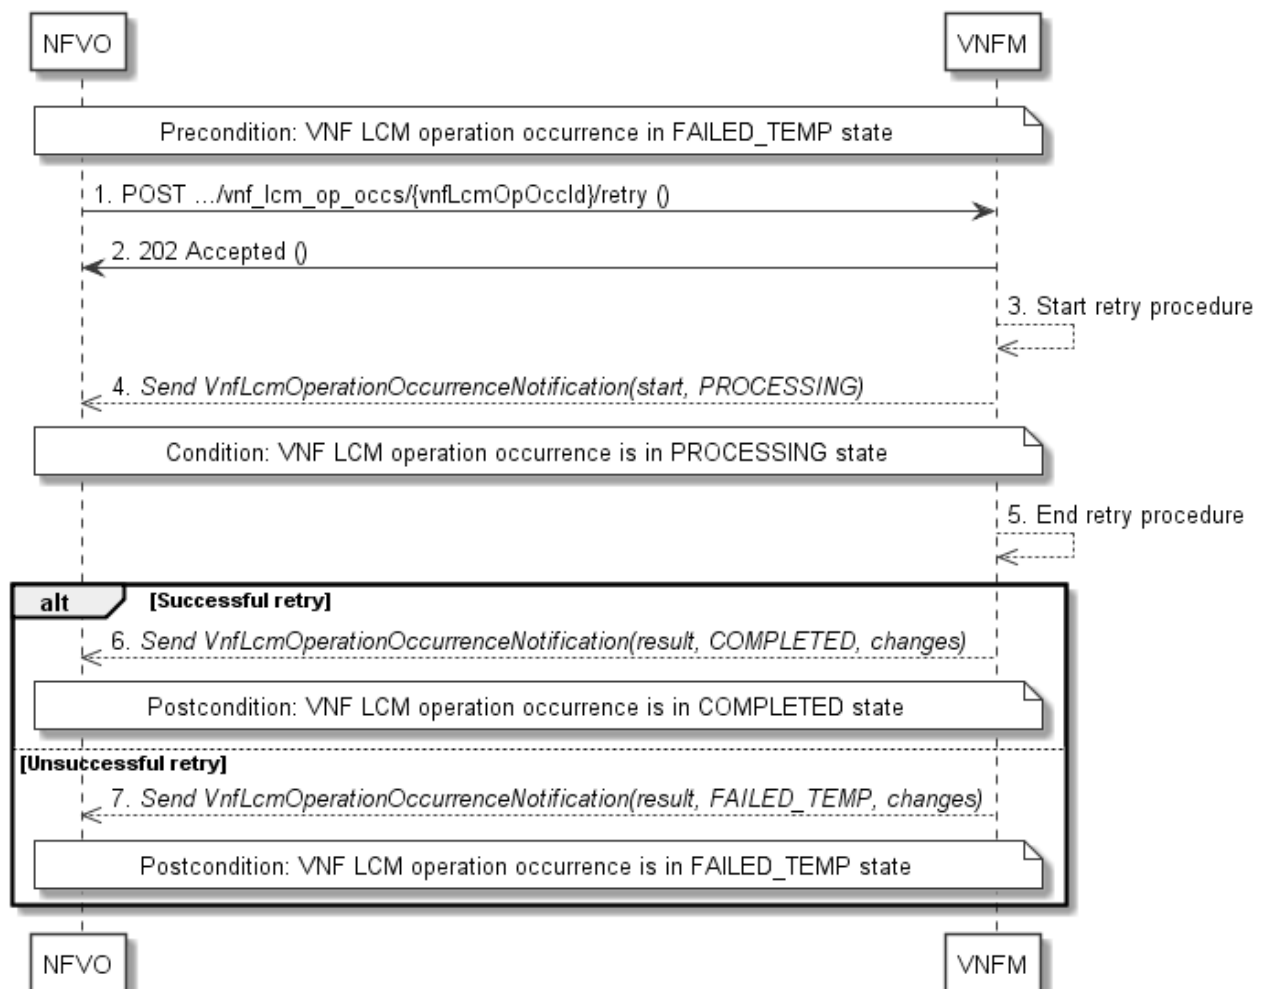 NFVO
VNFM
Precondition: VNF LCM operation occurrence in FAILED_TEMP state
1. POST .../vnf_lcm_op_occs/{vnfLcmOpOccId}/retry ()
2. 202 Accepted ()
3. Start retry procedure
4. Send VnfLcmOperationOccurrenceNotification(start, PROCESSING)
Condition: VNF LCM operation occurrence is in PROCESSING state
5. End retry procedure
alt
[Successful retry]
6. Send VnfLcmOperationOccurrenceNotification(result, COMPLETED, changes)
Postcondition: VNF LCM operation occurrence is in COMPLETED state
[Unsuccessful retry]
7. Send VnfLcmOperationOccurrenceNotification(result, FAILED_TEMP, changes)
Postcondition: VNF LCM operation occurrence is in FAILED_TEMP state
NFVO
VNFM